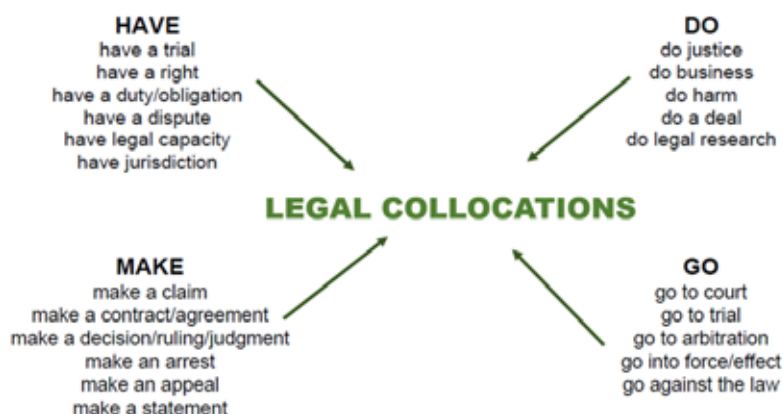 HAVE
have a trial
have a right
have a duty/obligation
have a dispute
have legal capacity
have jurisdiction
DO
do justice
do business
do harm
do a deal
do legal research
LEGAL COLLOCATIONS
MAKE
make a claim
make a contract/agreement
make a decision/ruling/judgment
make an arrest
make an appeal
make a statement
GO
go to court
go to trial
go to arbitration
go into force/effect
go against the law